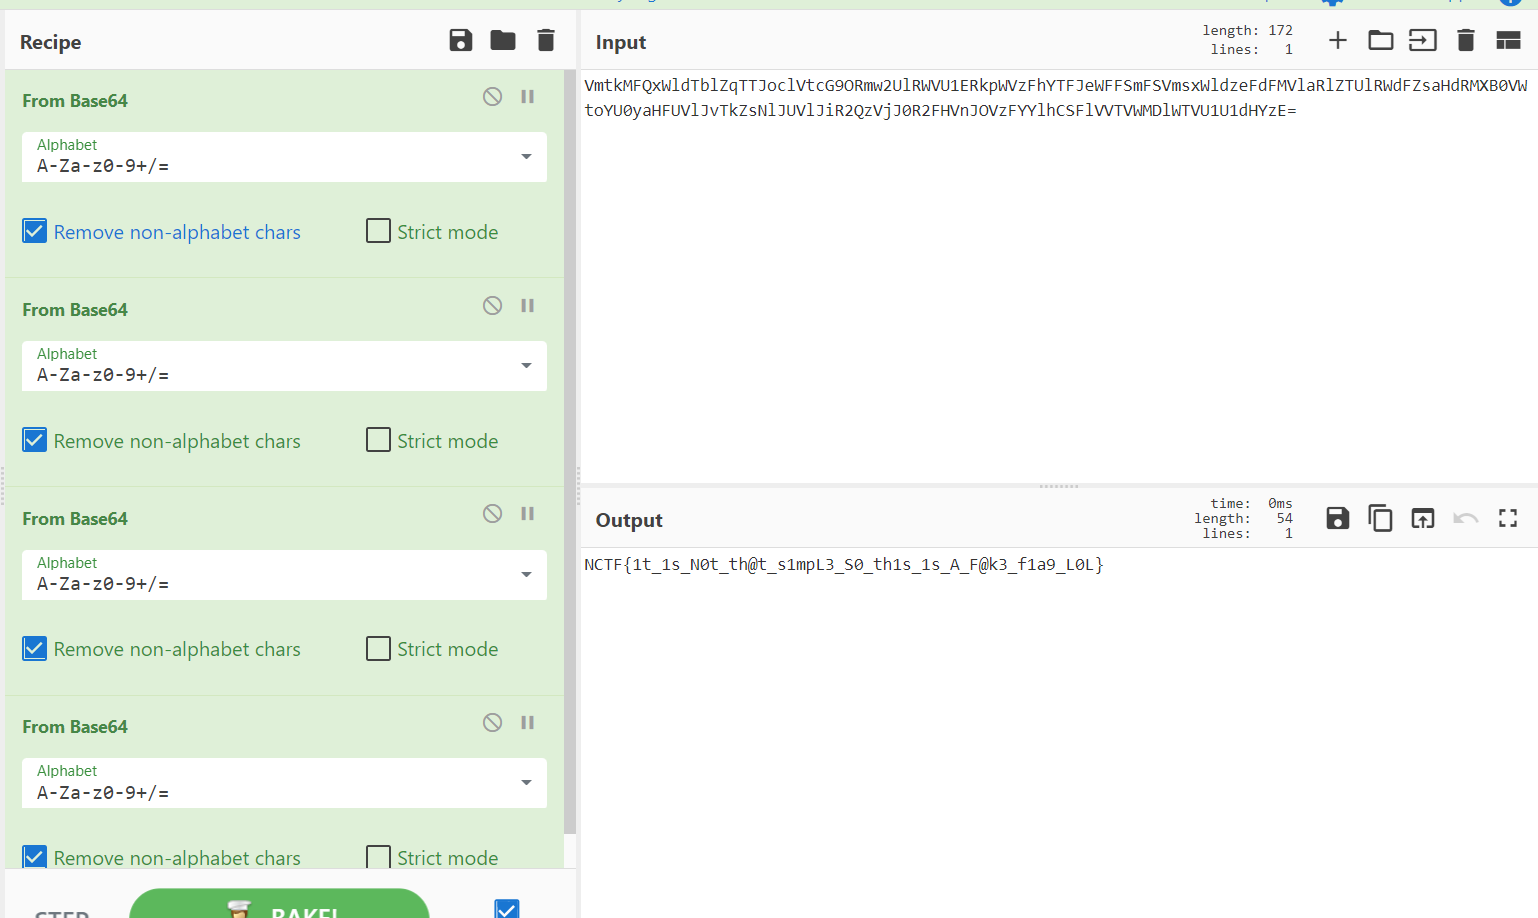 Recipe
From Base64
Alphabet
A-Za-z0-9+/=
Remove non-alphabet chars Strict mode
From Base64
Alphabet
A-Za-z0-9+/=
Remove non-alphabet chars Strict mode
From Base64
Alphabet
A-Za-z0-9+/=
Remove non-alphabet chars Strict mode
From Base64
Alphabet
A-Za-z0-9+/=
Remove non-alphabet chars Strict mode
STEP BAKE!
Input
length: 172
lines: 1
VmtkMFQxWldTblZqTTJoclVtcG9ORmw2UlRWVU1ERkpWVzFhYTFJeWFFSmFSVmsxWldzeFdFMVlaRlZTUlRWdFZsaHdRMXB0VW
toYU0yaHFUVlJvTkZsNlJUVlJiR2QzVjJ0R2FHVnJOVzFYYlhCSFlVVTVWMDlWTVU1U1dHYzE=
Output
time: 0ms
length: 54
lines: 1
NCTF{1t_1s_N0t_th@t_s1mpL3_S0_th1s_1s_A_F@k3_f1a9_L0L}